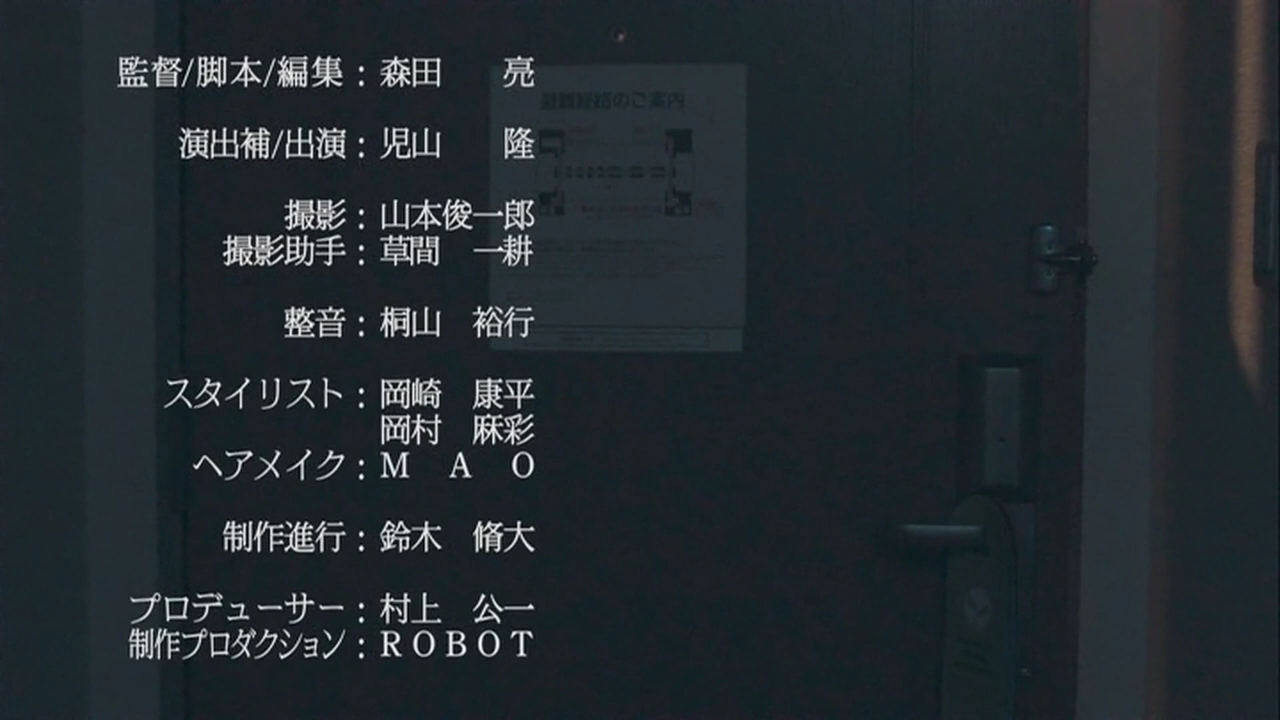 監督/脚本/編集：森田　亮
演出補/出演：児山　隆
撮影：山本俊一郎
撮影助手：草間　一耕
整音：桐山　裕行
スタイリスト：岡崎　康平
岡村　麻彩
ヘアメイク：M A O
制作進行：鈴木　脩大
プロデューサー：村上　公一
制作プロダクション：ROBOT
避難経路のご案内